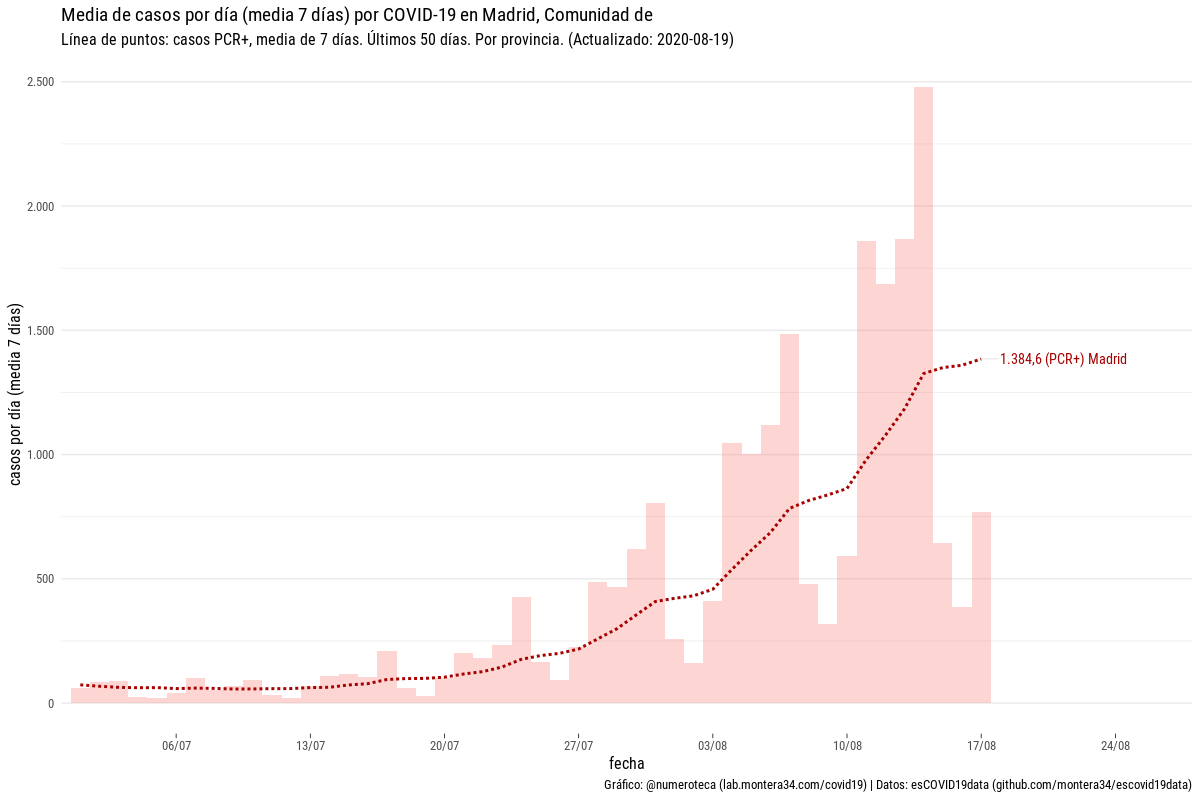 Media de casos por día (media 7 días) por COVID-19 en Madrid, Comunidad de
Línea de puntos: casos PCR+, media de 7 días. Últimos 50 días. Por provincia. (Actualizado: 2020-08-19)
casos por día (media 7 días)
2.500
2.000
1.500
1.000
500
0
1.384,6 (PCR+) Madrid
06/07
13/07
20/07
27/07
03/08
10/08
17/08
24/08
fecha
Gráfico: @numeroteca (lab.montera34.com/covid19) | Datos: esCOVID19data (github.com/montera34/escovid19data)